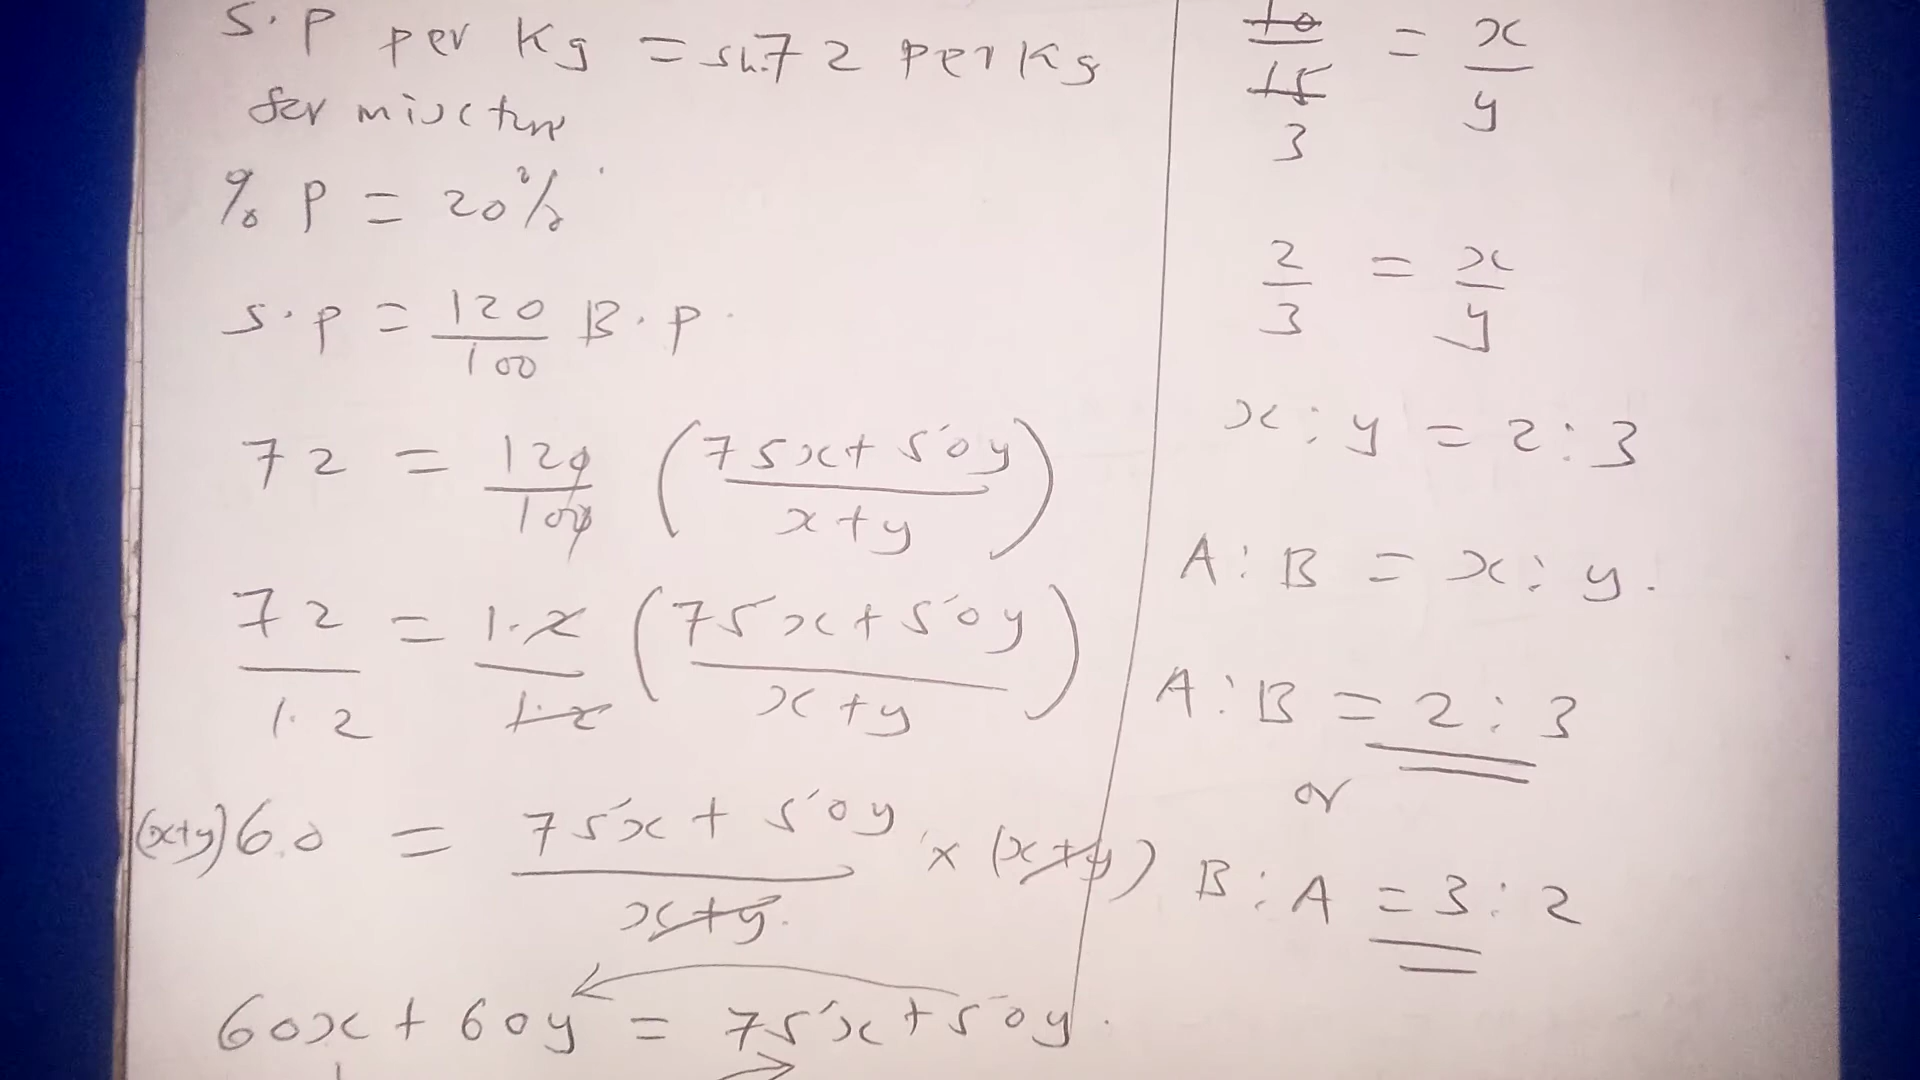 S.P per Kg = sh.72 per Kg
for mixture
% P = 20%
S.P = 120/100 B.P
72 = 120/100 (75x + 50y / x+y)
72/1.2 = 1.2/1.2 (75x + 50y / x+y)
(x+y)60 = 75x + 50y / x+y × (x+y)
60x + 60y = 75x + 50y
10/15 = x/y
3
2/3 = x/y
x : y = 2 : 3
A : B = x : y.
A : B = 2 : 3
or
B : A = 3 : 2